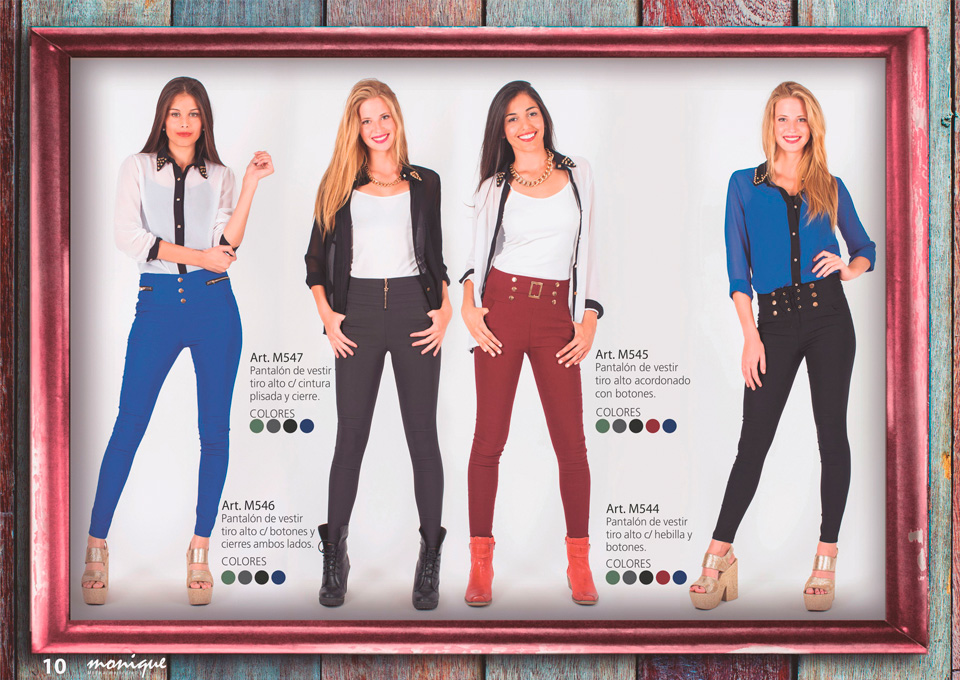 Art. M547
Pantalón de vestir
tiro alto c/ cintura
plisada y cierre.
COLORES
Art. M546
Pantalón de vestir
tiro alto c/ botones y
cierres ambos lados.
COLORES
Art. M545
Pantalón de vestir
tiro alto acordonado
con botones.
COLORES
Art. M544
Pantalón de vestir
tiro alto c/ hebilla y
botones.
COLORES
10 monique